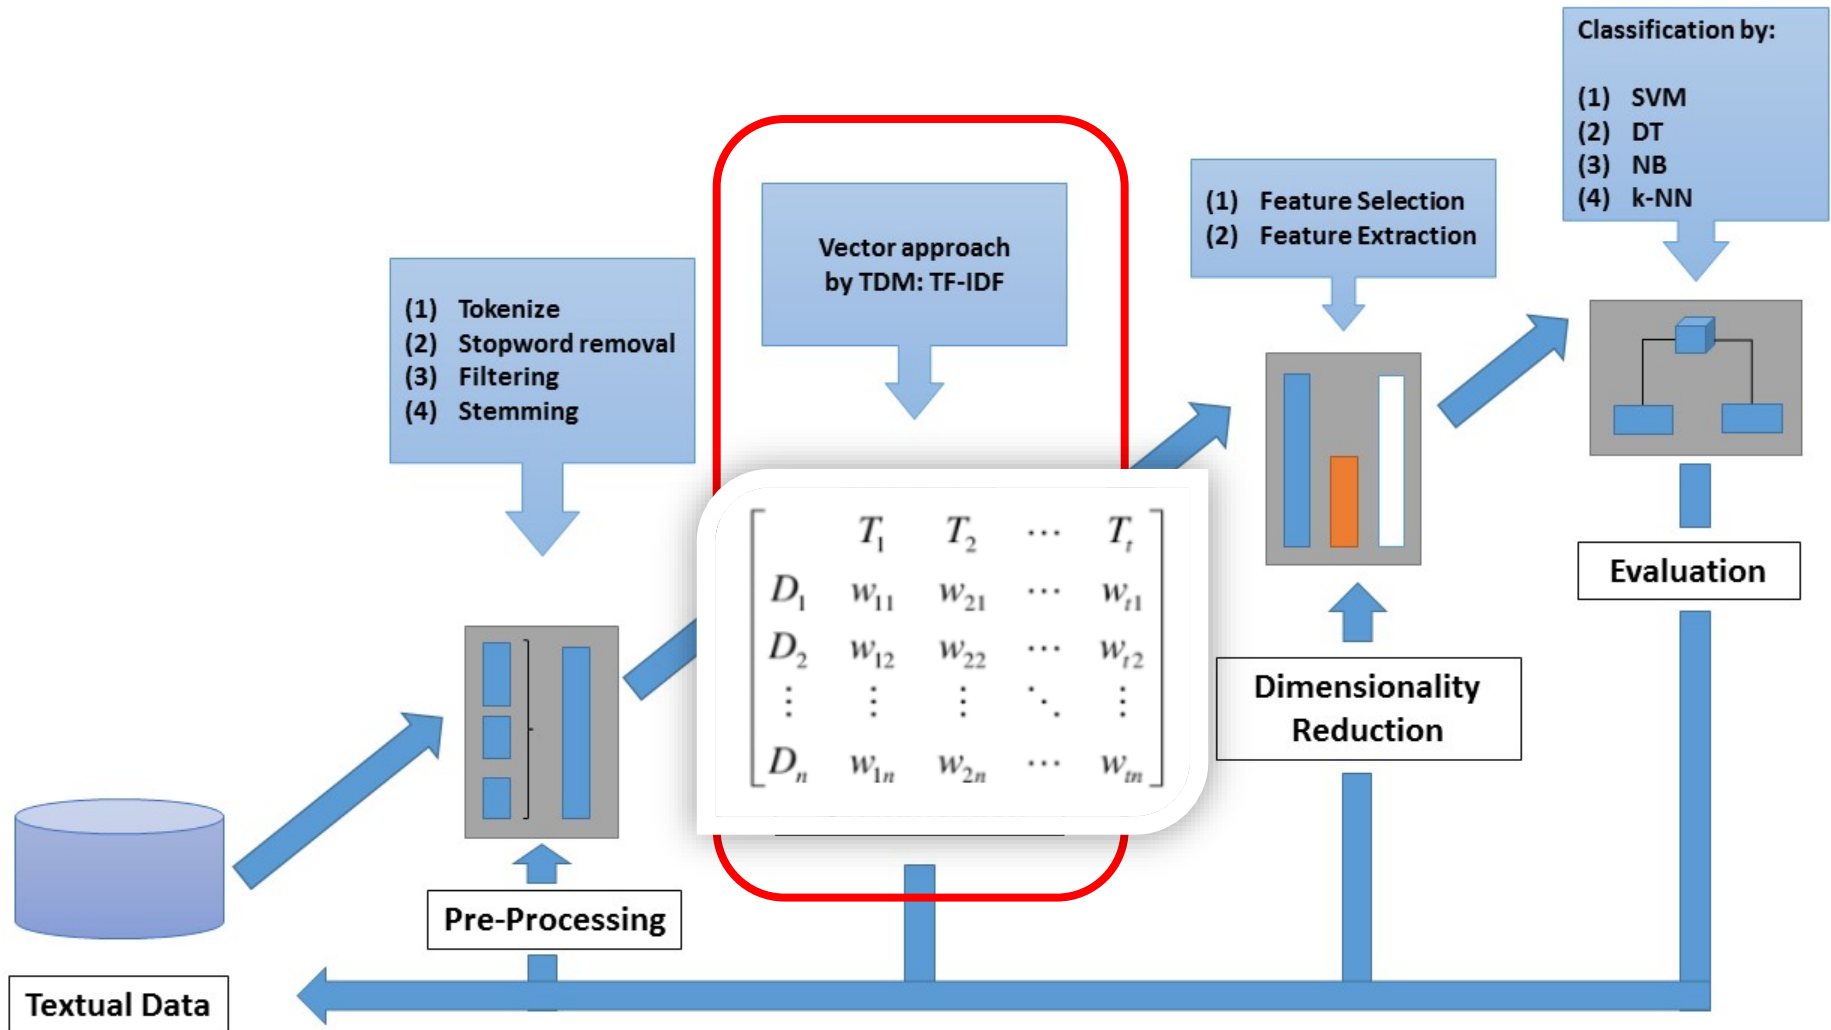 Classification by:
(1) SVM
(2) DT
(3) NB
(4) k-NN
(1) Feature Selection
(2) Feature Extraction
Vector approach
by TDM: TF-IDF
(1) Tokenize
(2) Stopword removal
(3) Filtering
(4) Stemming
T₁ T₂ ⋯ Tₜ
D₁ w₁₁ w₂₁ ⋯ wₜ₁
D₂ w₁₂ w₂₂ ⋯ wₜ₂
⋮ ⋮ ⋮ ⋱ ⋮
Dₙ w₁ₙ w₂ₙ ⋯ wₜₙ
Evaluation
Dimensionality
Reduction
Pre-Processing
Textual Data